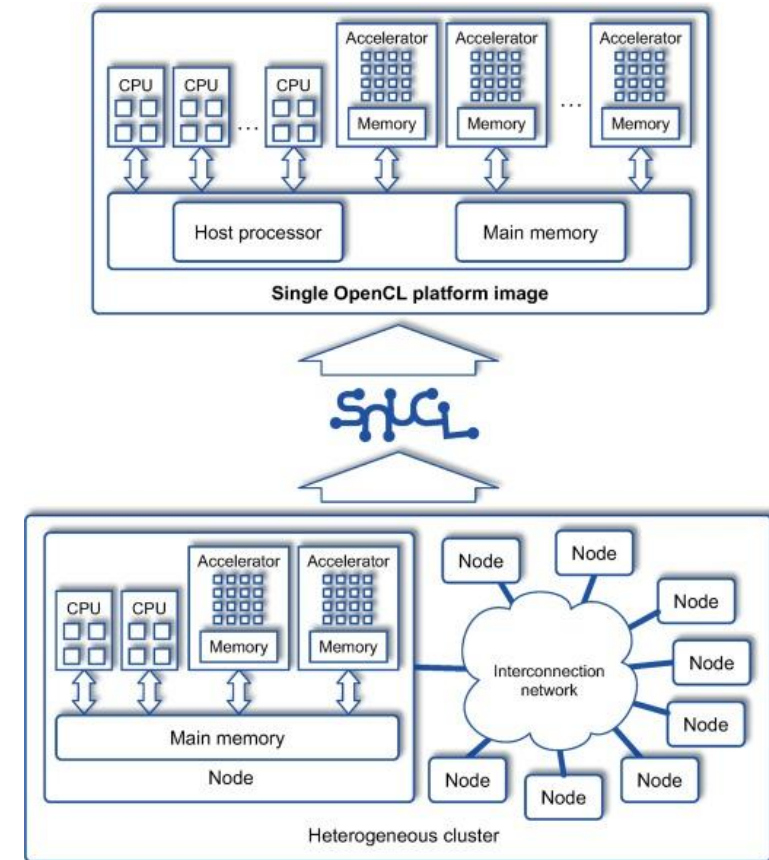 Accelerator Accelerator Accelerator
CPU CPU CPU
... ...
Memory Memory Memory
Host processor Main memory
Single OpenCL platform image
SnUCL
Node Node
Accelerator Accelerator
CPU CPU
Node
Memory Memory
Interconnection
network
Node
Main memory
Node
Node
Node Node Node
Heterogeneous cluster